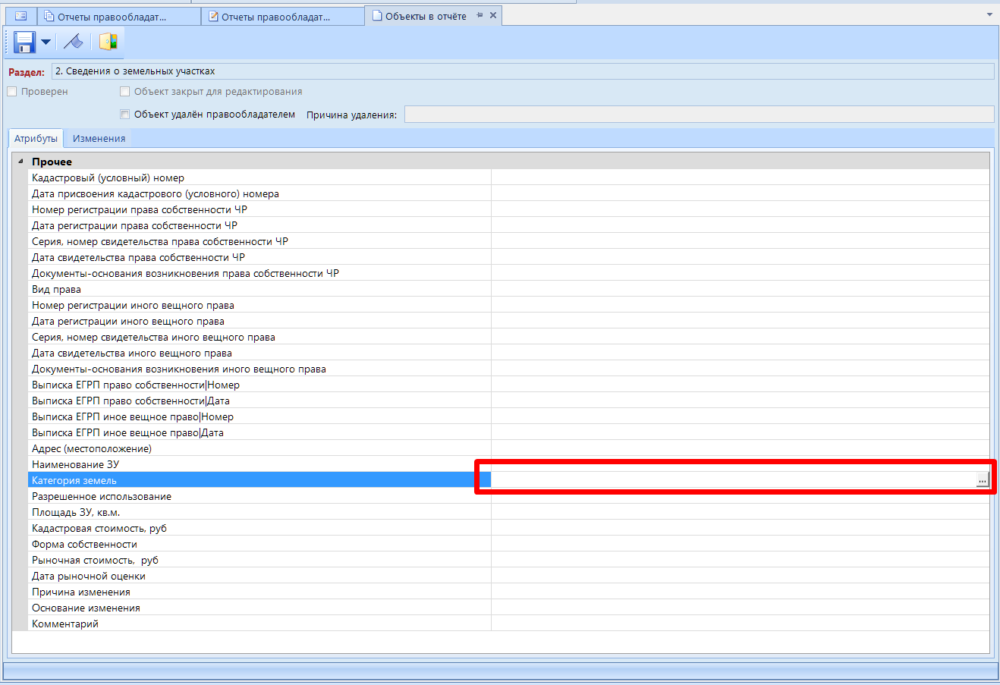 Отчеты правообладат... Отчеты правообладат... Объекты в отчёте
Раздел: 2. Сведения о земельных участках
Проверен Объект закрыт для редактирования
Объект удалён правообладателем Причина удаления:
Атрибуты Изменения
Прочее
Кадастровый (условный) номер
Дата присвоения кадастрового (условного) номера
Номер регистрации права собственности ЧР
Дата регистрации права собственности ЧР
Серия, номер свидетельства права собственности ЧР
Дата свидетельства права собственности ЧР
Документы-основания возникновения права собственности ЧР
Вид права
Номер регистрации иного вещного права
Дата регистрации иного вещного права
Серия, номер свидетельства иного вещного права
Дата свидетельства иного вещного права
Документы-основания возникновения иного вещного права
Выписка ЕГРП право собственности|Номер
Выписка ЕГРП право собственности|Дата
Выписка ЕГРП иное вещное право|Номер
Выписка ЕГРП иное вещное право|Дата
Адрес (местоположение)
Наименование ЗУ
Категория земель ...
Разрешенное использование
Площадь ЗУ, кв.м.
Кадастровая стоимость, руб
Форма собственности
Рыночная стоимость,  руб
Дата рыночной оценки
Причина изменения
Основание изменения
Комментарий